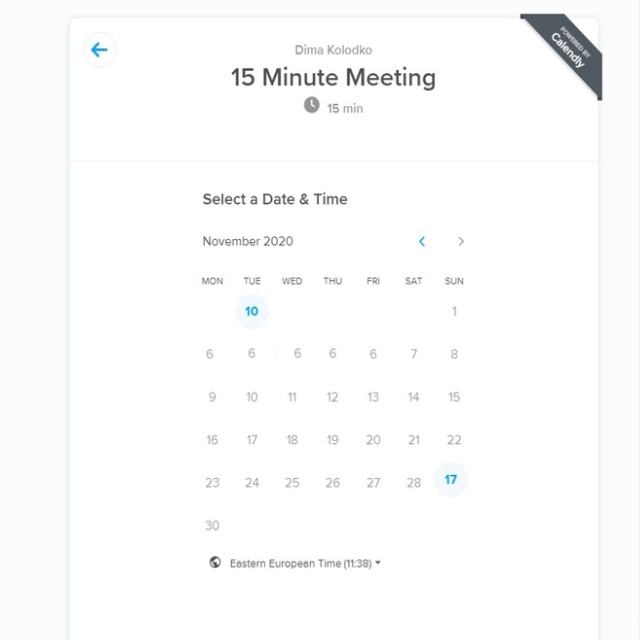 POWERED BY
Calendly
Dima Kolodko
15 Minute Meeting
15 min
Select a Date & Time
November 2020
MON TUE WED THU FRI SAT SUN
10 1
6 6 6 6 6 7 8
9 10 11 12 13 14 15
16 17 18 19 20 21 22
23 24 25 26 27 28 17
30
Eastern European Time (11:38)